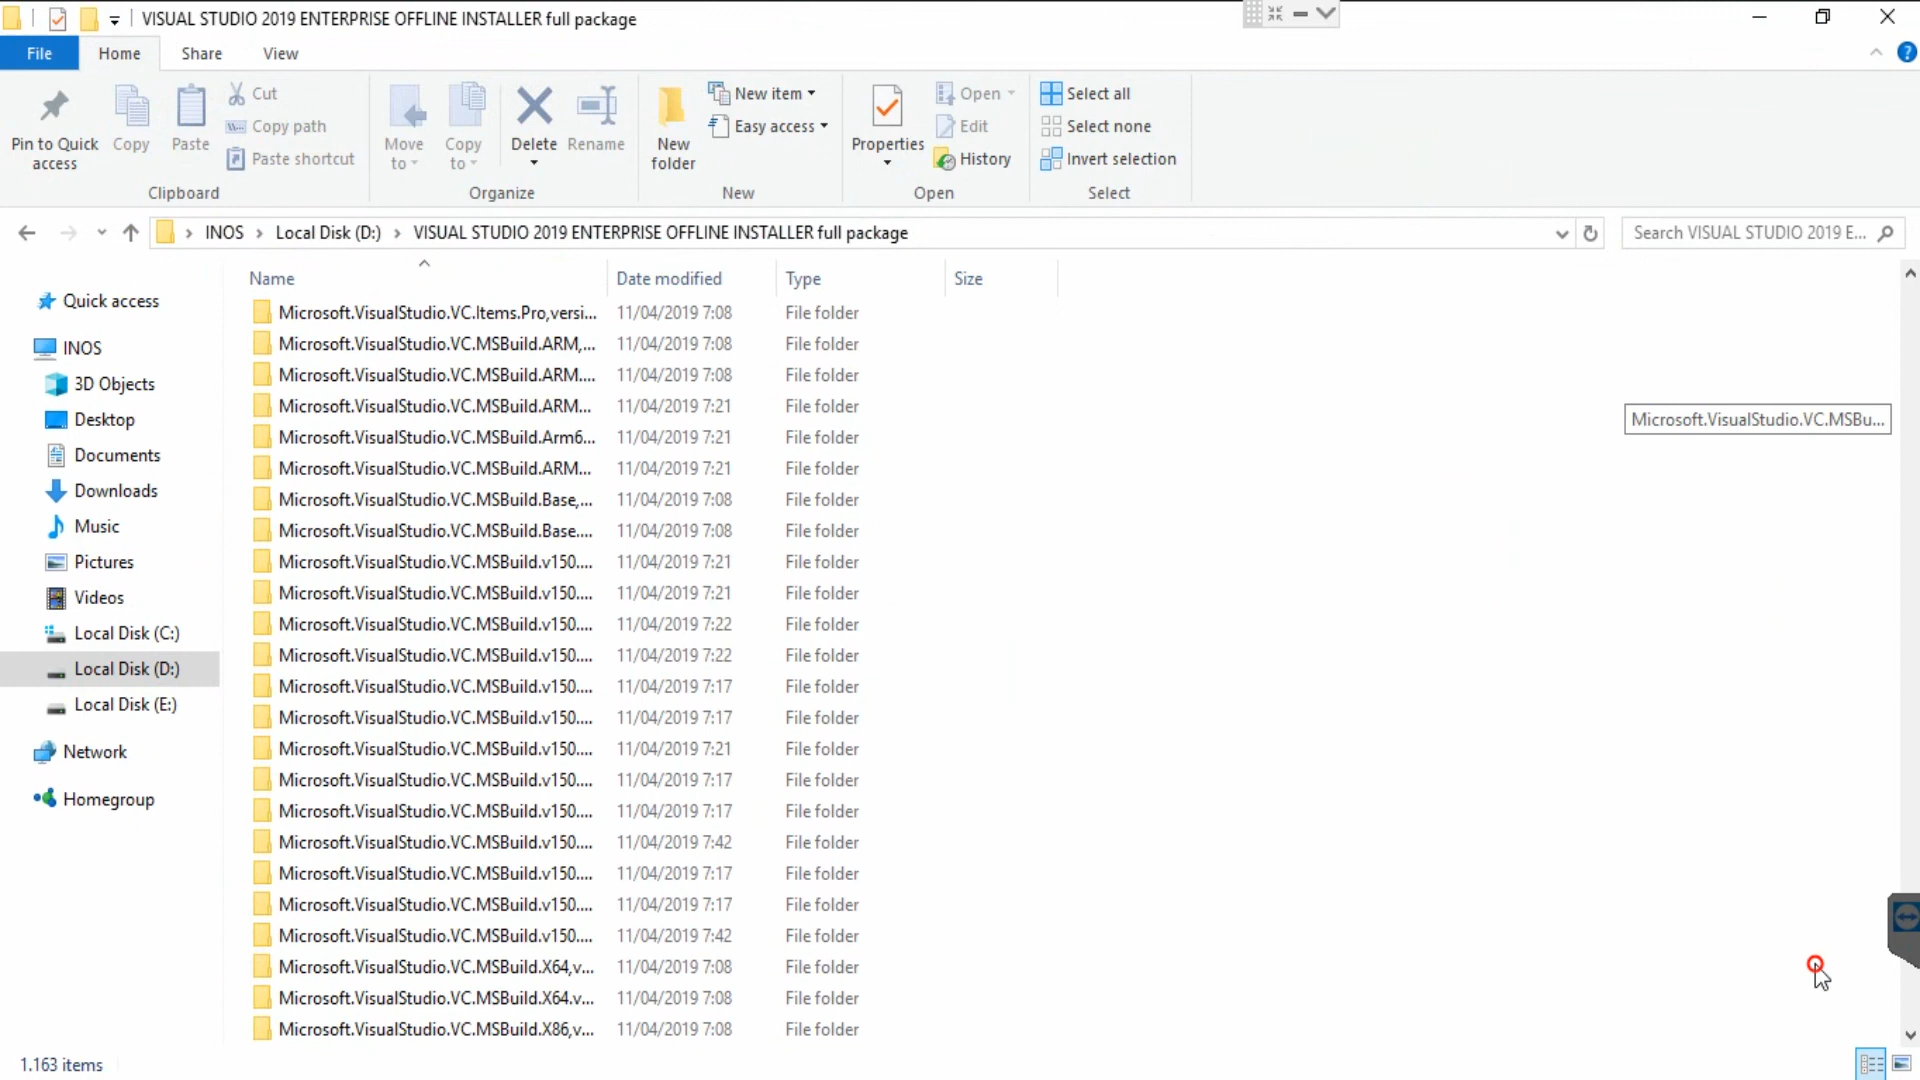 VISUAL STUDIO 2019 ENTERPRISE OFFLINE INSTALLER full package
File Home Share View
Pin to Quick access
Copy
Paste
Cut
Copy path
Paste shortcut
Clipboard
Move to
Copy to
Delete
Rename
Organize
New folder
New item
Easy access
New
Properties
Open
Edit
History
Open
Select all
Select none
Invert selection
Select
INOS > Local Disk (D:) > VISUAL STUDIO 2019 ENTERPRISE OFFLINE INSTALLER full package
Search VISUAL STUDIO 2019 E...
Quick access
INOS
3D Objects
Desktop
Documents
Downloads
Music
Pictures
Videos
Local Disk (C:)
Local Disk (D:)
Local Disk (E:)
Network
Homegroup
Name Date modified Type Size
Microsoft.VisualStudio.VC.Items.Pro,versi... 11/04/2019 7:08 File folder
Microsoft.VisualStudio.VC.MSBuild.ARM,... 11/04/2019 7:08 File folder
Microsoft.VisualStudio.VC.MSBuild.ARM.... 11/04/2019 7:08 File folder
Microsoft.VisualStudio.VC.MSBuild.ARM... 11/04/2019 7:21 File folder
Microsoft.VisualStudio.VC.MSBuild.Arm6... 11/04/2019 7:21 File folder
Microsoft.VisualStudio.VC.MSBuild.ARM... 11/04/2019 7:21 File folder
Microsoft.VisualStudio.VC.MSBuild.Base,... 11/04/2019 7:08 File folder
Microsoft.VisualStudio.VC.MSBuild.Base.... 11/04/2019 7:08 File folder
Microsoft.VisualStudio.VC.MSBuild.v150.... 11/04/2019 7:21 File folder
Microsoft.VisualStudio.VC.MSBuild.v150.... 11/04/2019 7:21 File folder
Microsoft.VisualStudio.VC.MSBuild.v150.... 11/04/2019 7:22 File folder
Microsoft.VisualStudio.VC.MSBuild.v150.... 11/04/2019 7:22 File folder
Microsoft.VisualStudio.VC.MSBuild.v150.... 11/04/2019 7:17 File folder
Microsoft.VisualStudio.VC.MSBuild.v150.... 11/04/2019 7:17 File folder
Microsoft.VisualStudio.VC.MSBuild.v150.... 11/04/2019 7:21 File folder
Microsoft.VisualStudio.VC.MSBuild.v150.... 11/04/2019 7:17 File folder
Microsoft.VisualStudio.VC.MSBuild.v150.... 11/04/2019 7:17 File folder
Microsoft.VisualStudio.VC.MSBuild.v150.... 11/04/2019 7:42 File folder
Microsoft.VisualStudio.VC.MSBuild.v150.... 11/04/2019 7:17 File folder
Microsoft.VisualStudio.VC.MSBuild.v150.... 11/04/2019 7:17 File folder
Microsoft.VisualStudio.VC.MSBuild.v150.... 11/04/2019 7:42 File folder
Microsoft.VisualStudio.VC.MSBuild.X64,v... 11/04/2019 7:08 File folder
Microsoft.VisualStudio.VC.MSBuild.X64.v... 11/04/2019 7:08 File folder
Microsoft.VisualStudio.VC.MSBuild.X86,v... 11/04/2019 7:08 File folder
Microsoft.VisualStudio.VC.MSBu...
1.163 items